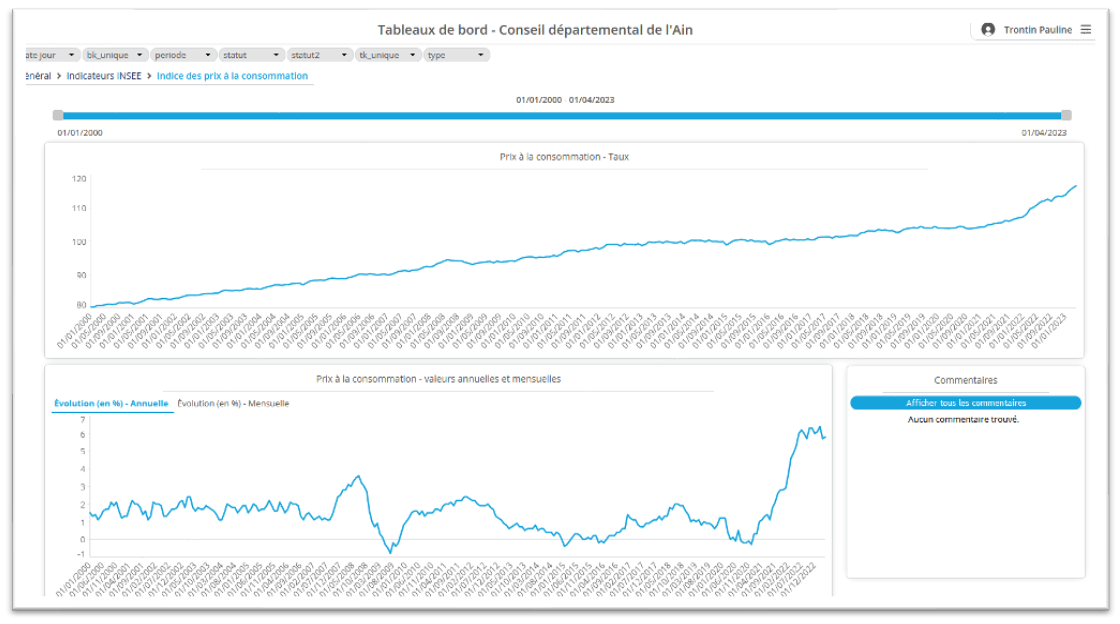 Tableaux de bord - Conseil départemental de l'Ain
Trontin Pauline
ate jour bk_unique periode statut statut2 tk_unique type
énéral > Indicateurs INSEE > Indice des prix à la consommation
01/01/2000 - 01/04/2023
01/01/2000 01/04/2023
Prix à la consommation - Taux
120
110
100
90
80
01/01/2000 01/05/2000 01/09/2000 01/01/2001 01/05/2001 01/09/2001 01/01/2002 01/05/2002 01/09/2002 01/01/2003 01/05/2003 01/09/2003 01/01/2004 01/05/2004 01/09/2004 01/01/2005 01/05/2005 01/09/2005 01/01/2006 01/05/2006 01/09/2006 01/01/2007 01/05/2007 01/09/2007 01/01/2008 01/05/2008 01/09/2008 01/01/2009 01/05/2009 01/09/2009 01/01/2010 01/05/2010 01/09/2010 01/01/2011 01/05/2011 01/09/2011 01/01/2012 01/05/2012 01/09/2012 01/01/2013 01/05/2013 01/09/2013 01/01/2014 01/05/2014 01/09/2014 01/01/2015 01/05/2015 01/09/2015 01/01/2016 01/05/2016 01/09/2016 01/01/2017 01/05/2017 01/09/2017 01/01/2018 01/05/2018 01/09/2018 01/01/2019 01/05/2019 01/09/2019 01/01/2020 01/05/2020 01/09/2020 01/01/2021 01/05/2021 01/09/2021 01/01/2022 01/05/2022 01/09/2022 01/01/2023
Prix à la consommation - valeurs annuelles et mensuelles
Évolution (en %) - Annuelle Évolution (en %) - Mensuelle
7
6
5
4
3
2
1
0
-1
01/01/2000 01/06/2000 01/11/2000 01/04/2001 01/09/2001 01/02/2002 01/07/2002 01/12/2002 01/05/2003 01/10/2003 01/03/2004 01/08/2004 01/01/2005 01/06/2005 01/11/2005 01/04/2006 01/09/2006 01/02/2007 01/07/2007 01/12/2007 01/05/2008 01/10/2008 01/03/2009 01/08/2009 01/01/2010 01/06/2010 01/11/2010 01/04/2011 01/09/2011 01/02/2012 01/07/2012 01/12/2012 01/05/2013 01/10/2013 01/03/2014 01/08/2014 01/01/2015 01/06/2015 01/11/2015 01/04/2016 01/09/2016 01/02/2017 01/07/2017 01/12/2017 01/05/2018 01/10/2018 01/03/2019 01/08/2019 01/01/2020 01/06/2020 01/11/2020 01/04/2021 01/09/2021 01/02/2022 01/07/2022 01/12/2022
Commentaires
Afficher tous les commentaires
Aucun commentaire trouvé.